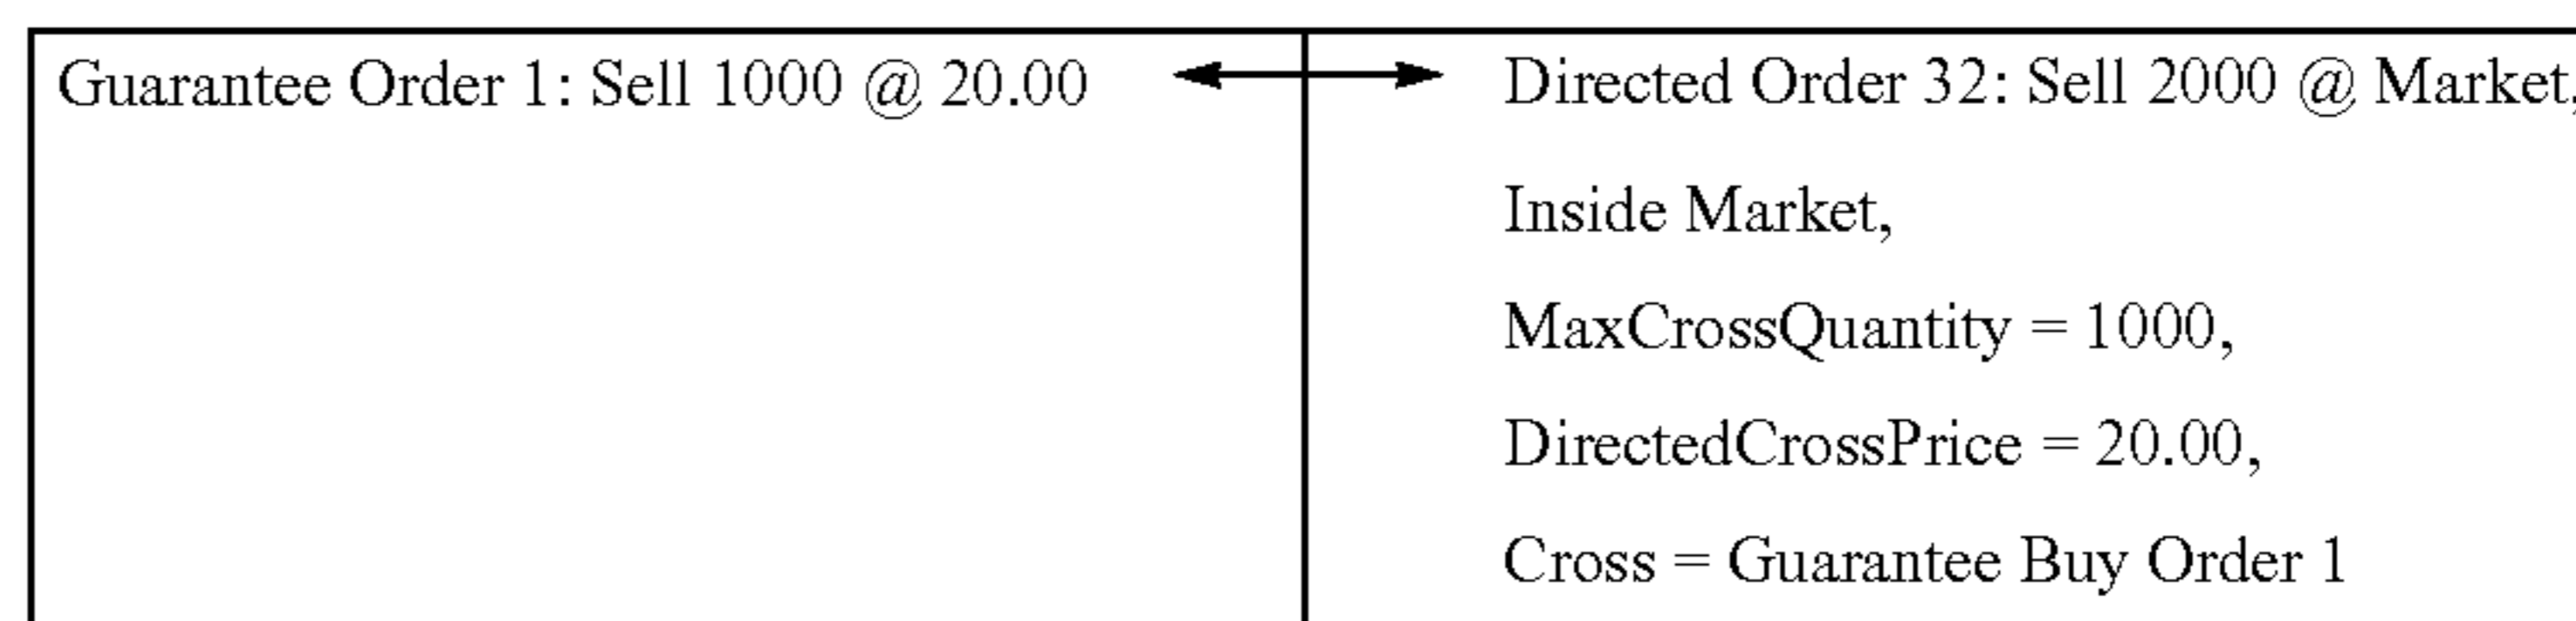 Guarantee Order 1: Sell 1000 @ 20.00
Directed Order 32: Sell 2000 @ Market,
Inside Market,
MaxCrossQuantity = 1000,
DirectedCrossPrice = 20.00,
Cross = Guarantee Buy Order 1